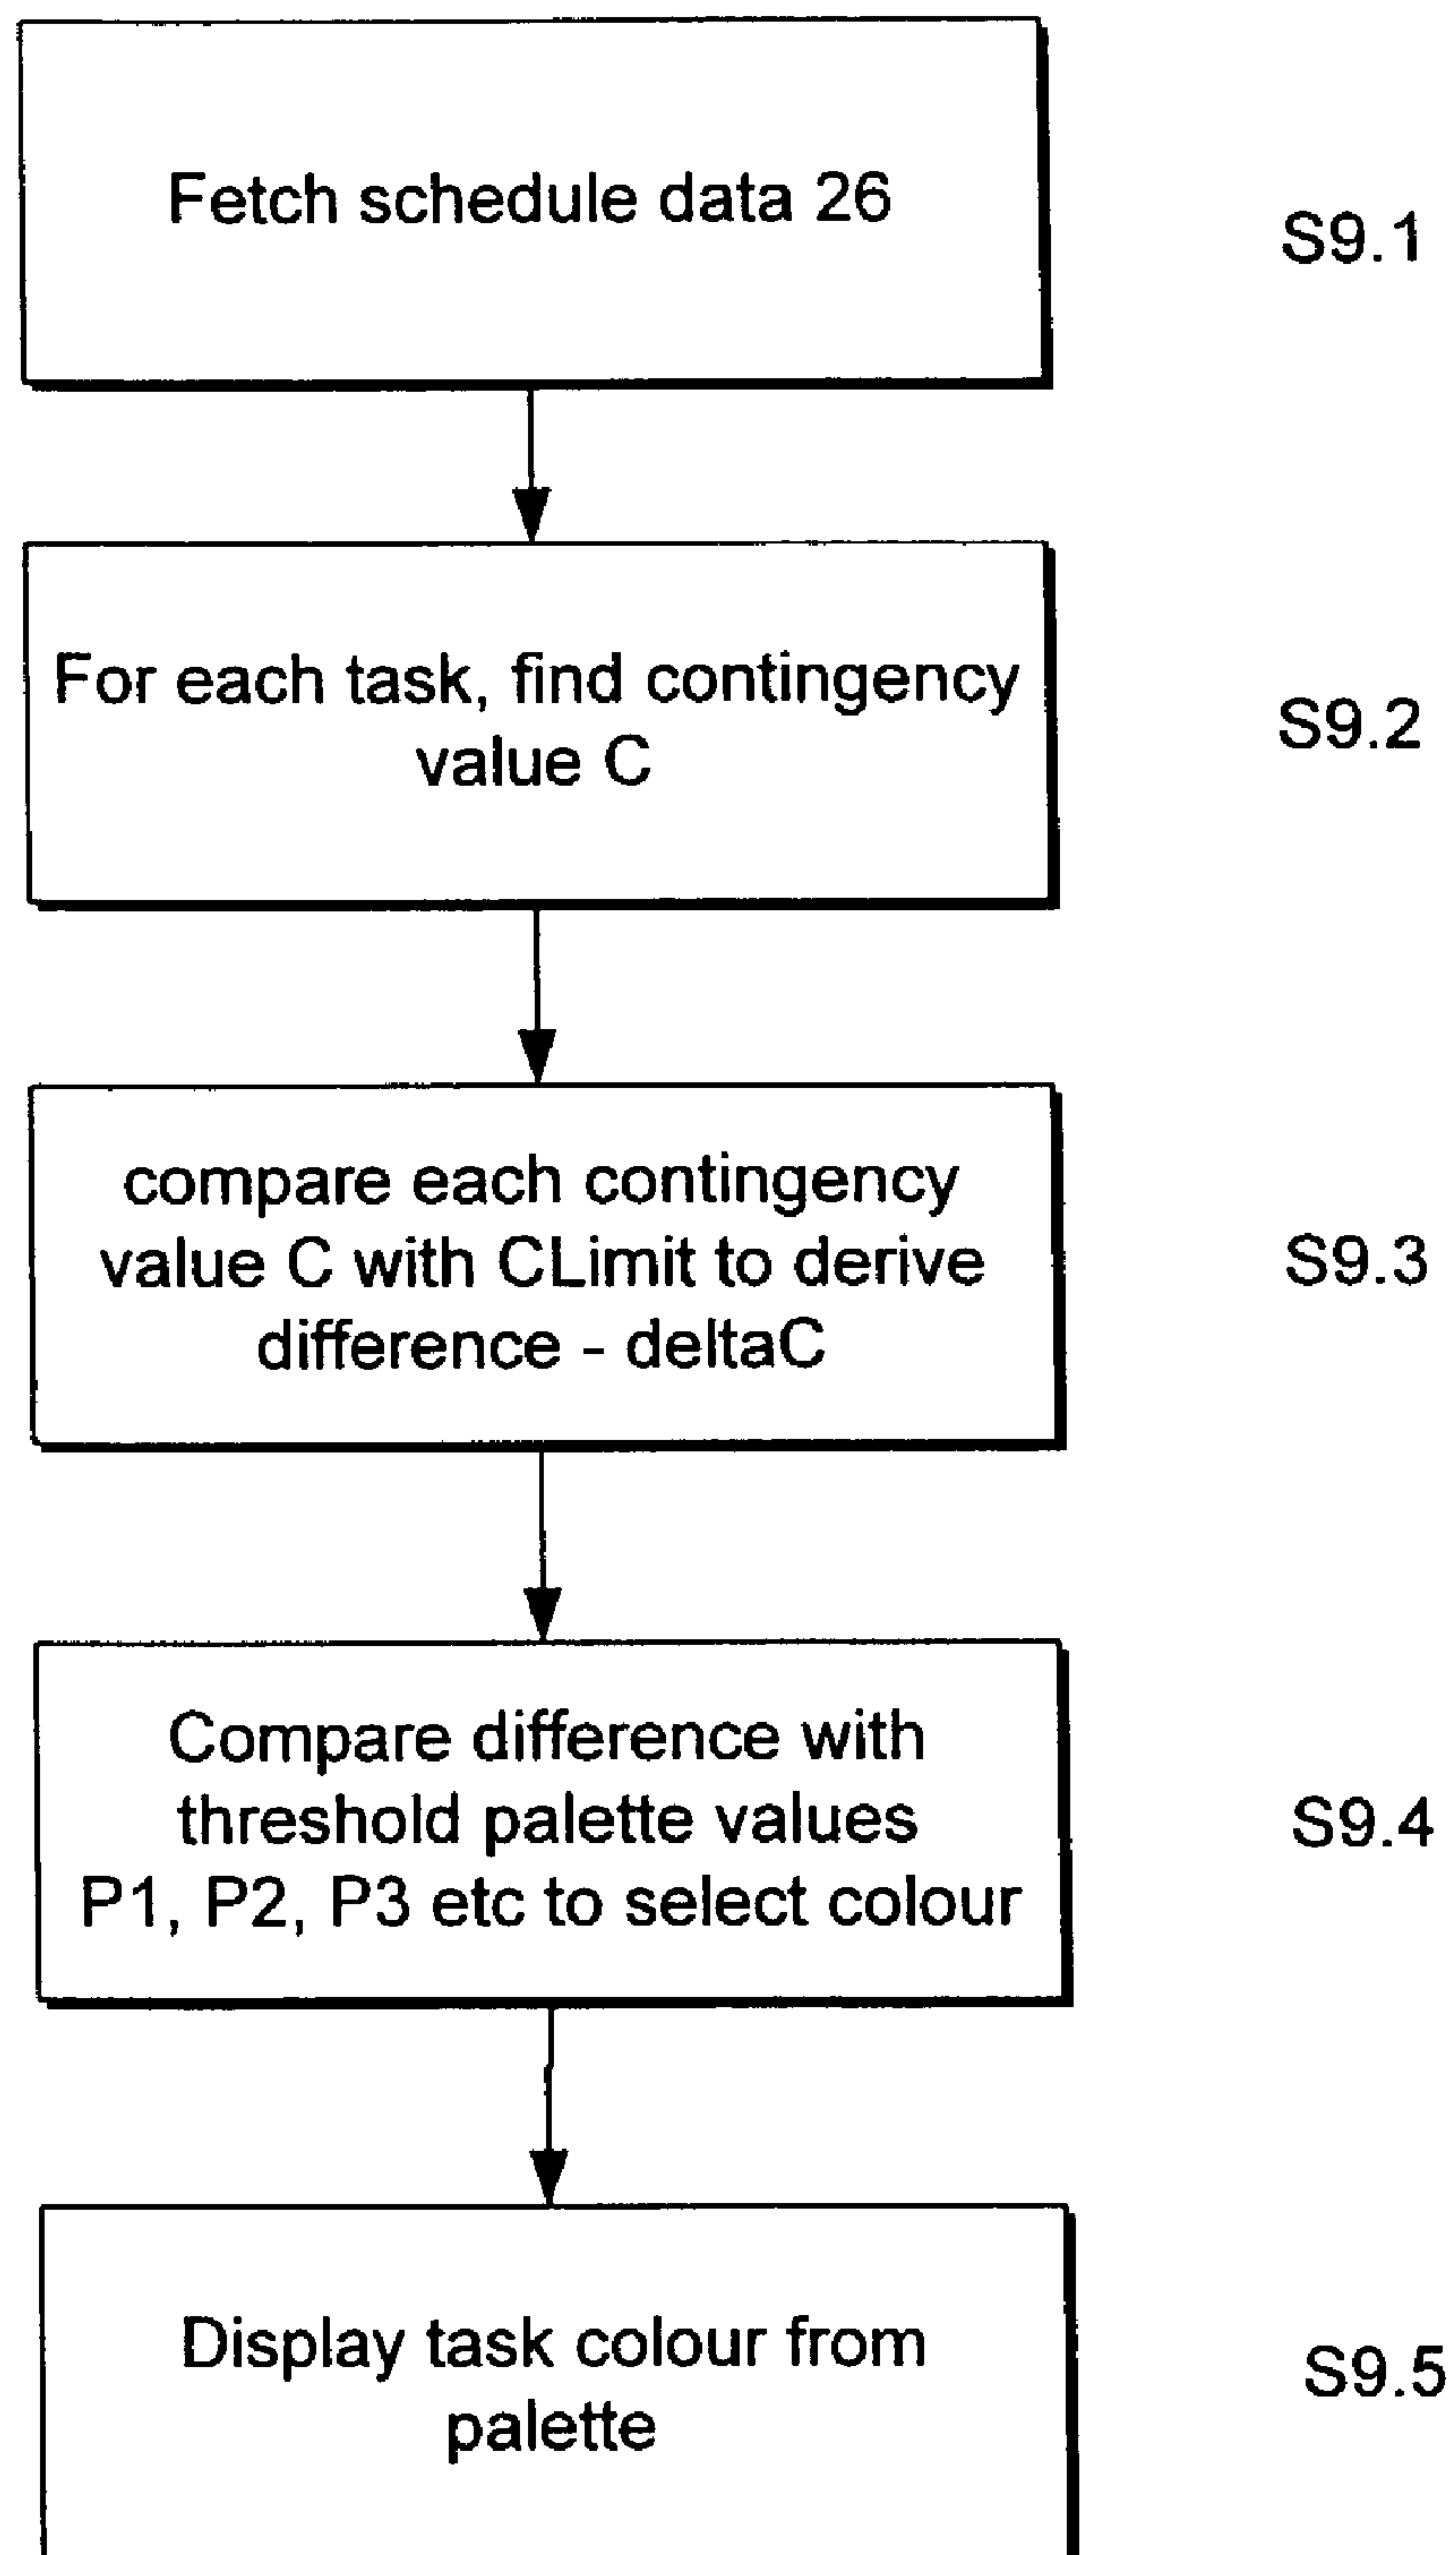 Fetch schedule data 26
S9.1
For each task, find contingency
value C
S9.2
compare each contingency
value C with CLimit to derive
difference - deltaC
S9.3
Compare difference with
threshold palette values
P1, P2, P3 etc to select colour
S9.4
Display task colour from
palette
S9.5